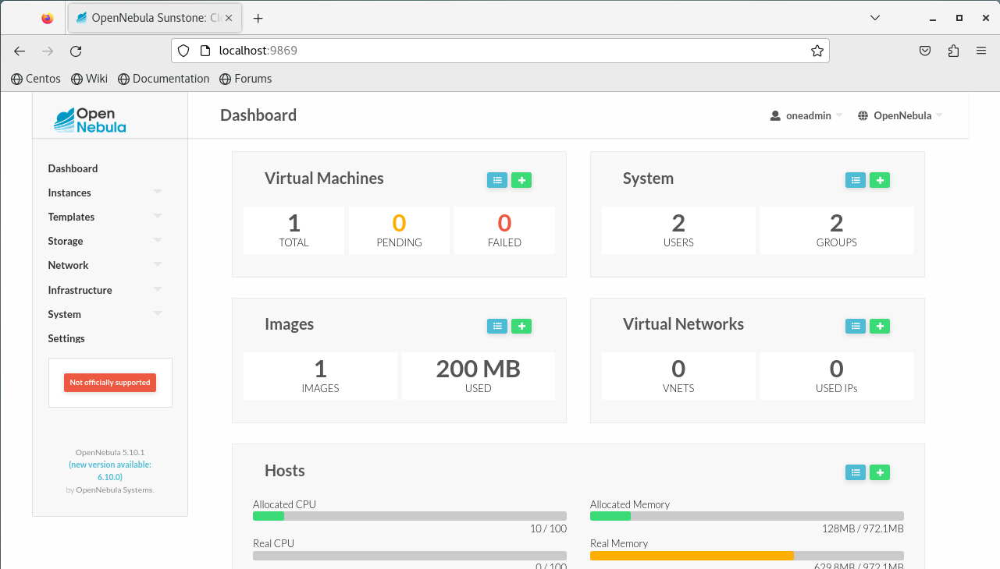 OpenNebula Sunstone: Cl
localhost:9869
Centos Wiki Documentation Forums
Open
Nebula
Dashboard
oneadmin OpenNebula
Dashboard
Instances
Templates
Storage
Network
Infrastructure
System
Settings
Not officially supported
OpenNebula 5.10.1
(new version available:
6.10.0)
by OpenNebula Systems.
Virtual Machines
1 0 0
TOTAL PENDING FAILED
System
2 2
USERS GROUPS
Images
1 200 MB
IMAGES USED
Virtual Networks
0 0
VNETS USED IPs
Hosts
Allocated CPU
10 / 100
Real CPU
0 / 100
Allocated Memory
128MB / 972.1MB
Real Memory
629.8MB / 972.1MB